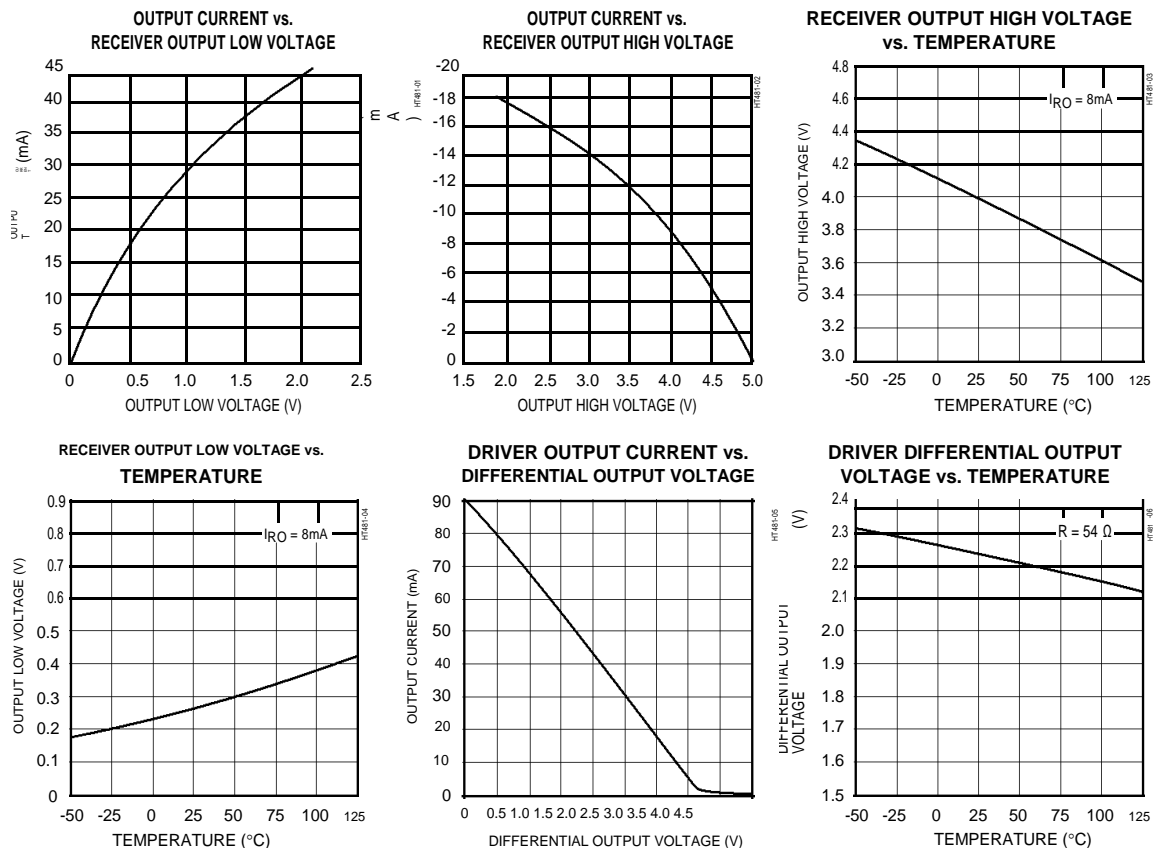 OUTPUT CURRENT vs.
RECEIVER OUTPUT LOW VOLTAGE
45
40
35
30
25
20
15
10
5
0
(mA)
OUTPU
T
HT481-01
0 0.5 1.0 1.5 2.0 2.5
OUTPUT LOW VOLTAGE (V)
OUTPUT CURRENT vs.
RECEIVER OUTPUT HIGH VOLTAGE
m
A
)
-20
-18
-16
-14
-12
-10
-8
-6
-4
-2
0
HT481-02
1.5 2.0 2.5 3.0 3.5 4.0 4.5 5.0
OUTPUT HIGH VOLTAGE (V)
RECEIVER OUTPUT HIGH VOLTAGE
vs. TEMPERATURE
4.8
4.6
4.4
4.2
4.0
3.8
3.6
3.4
3.2
3.0
OUTPUT HIGH VOLTAGE (V)
IRO = 8mA
HT481-03
-50 -25 0 25 50 75 100 125
TEMPERATURE (°C)
RECEIVER OUTPUT LOW VOLTAGE vs.
TEMPERATURE
0.9
0.8
0.7
0.6
0.5
0.4
0.3
0.2
0.1
0
OUTPUT LOW VOLTAGE (V)
IRO = 8mA
HT481-04
-50 -25 0 25 50 75 100 125
TEMPERATURE (°C)
DRIVER OUTPUT CURRENT vs.
DIFFERENTIAL OUTPUT VOLTAGE
90
80
70
60
50
40
30
20
10
0
OUTPUT CURRENT (mA)
HT481-05
0 0.5 1.0 1.5 2.0 2.5 3.0 3.5 4.0 4.5
DIFFERENTIAL OUTPUT VOLTAGE (V)
DRIVER DIFFERENTIAL OUTPUT
VOLTAGE vs. TEMPERATURE
2.4
2.3
2.2
2.1
2.0
1.9
1.8
1.7
1.6
1.5
(V)
DIFFERENTIAL OUTPUT
VOLTAGE
R = 54 Ω
HT481 -06
-50 -25 0 25 50 75 100 125
TEMPERATURE (°C)